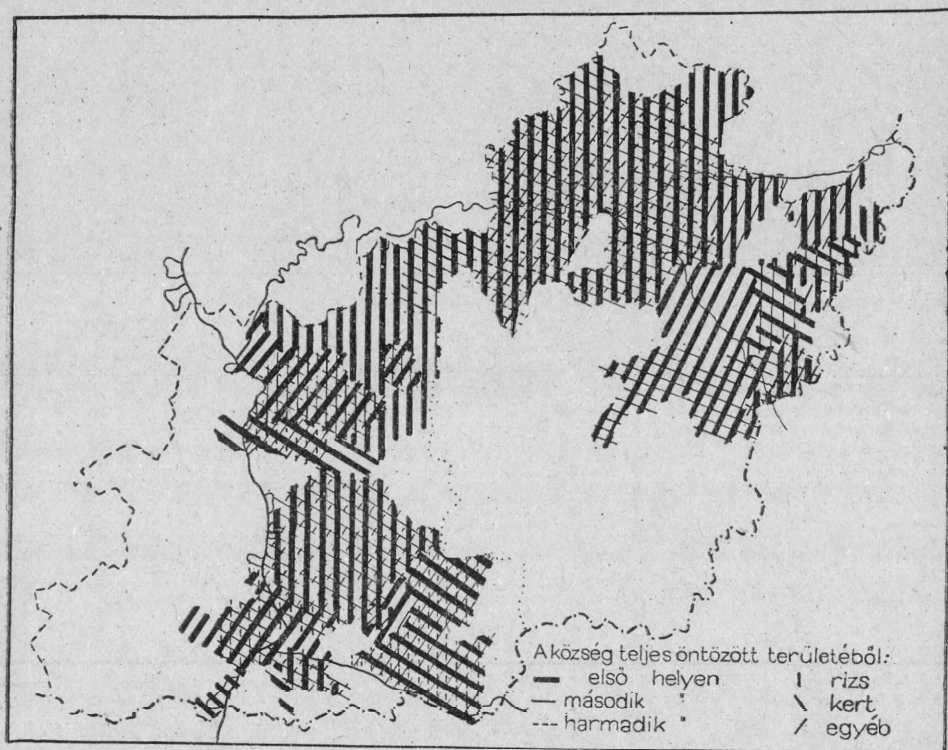 A község teljes öntözött területéből:
első helyen
rizs
második "
kert
harmadik "
egyéb